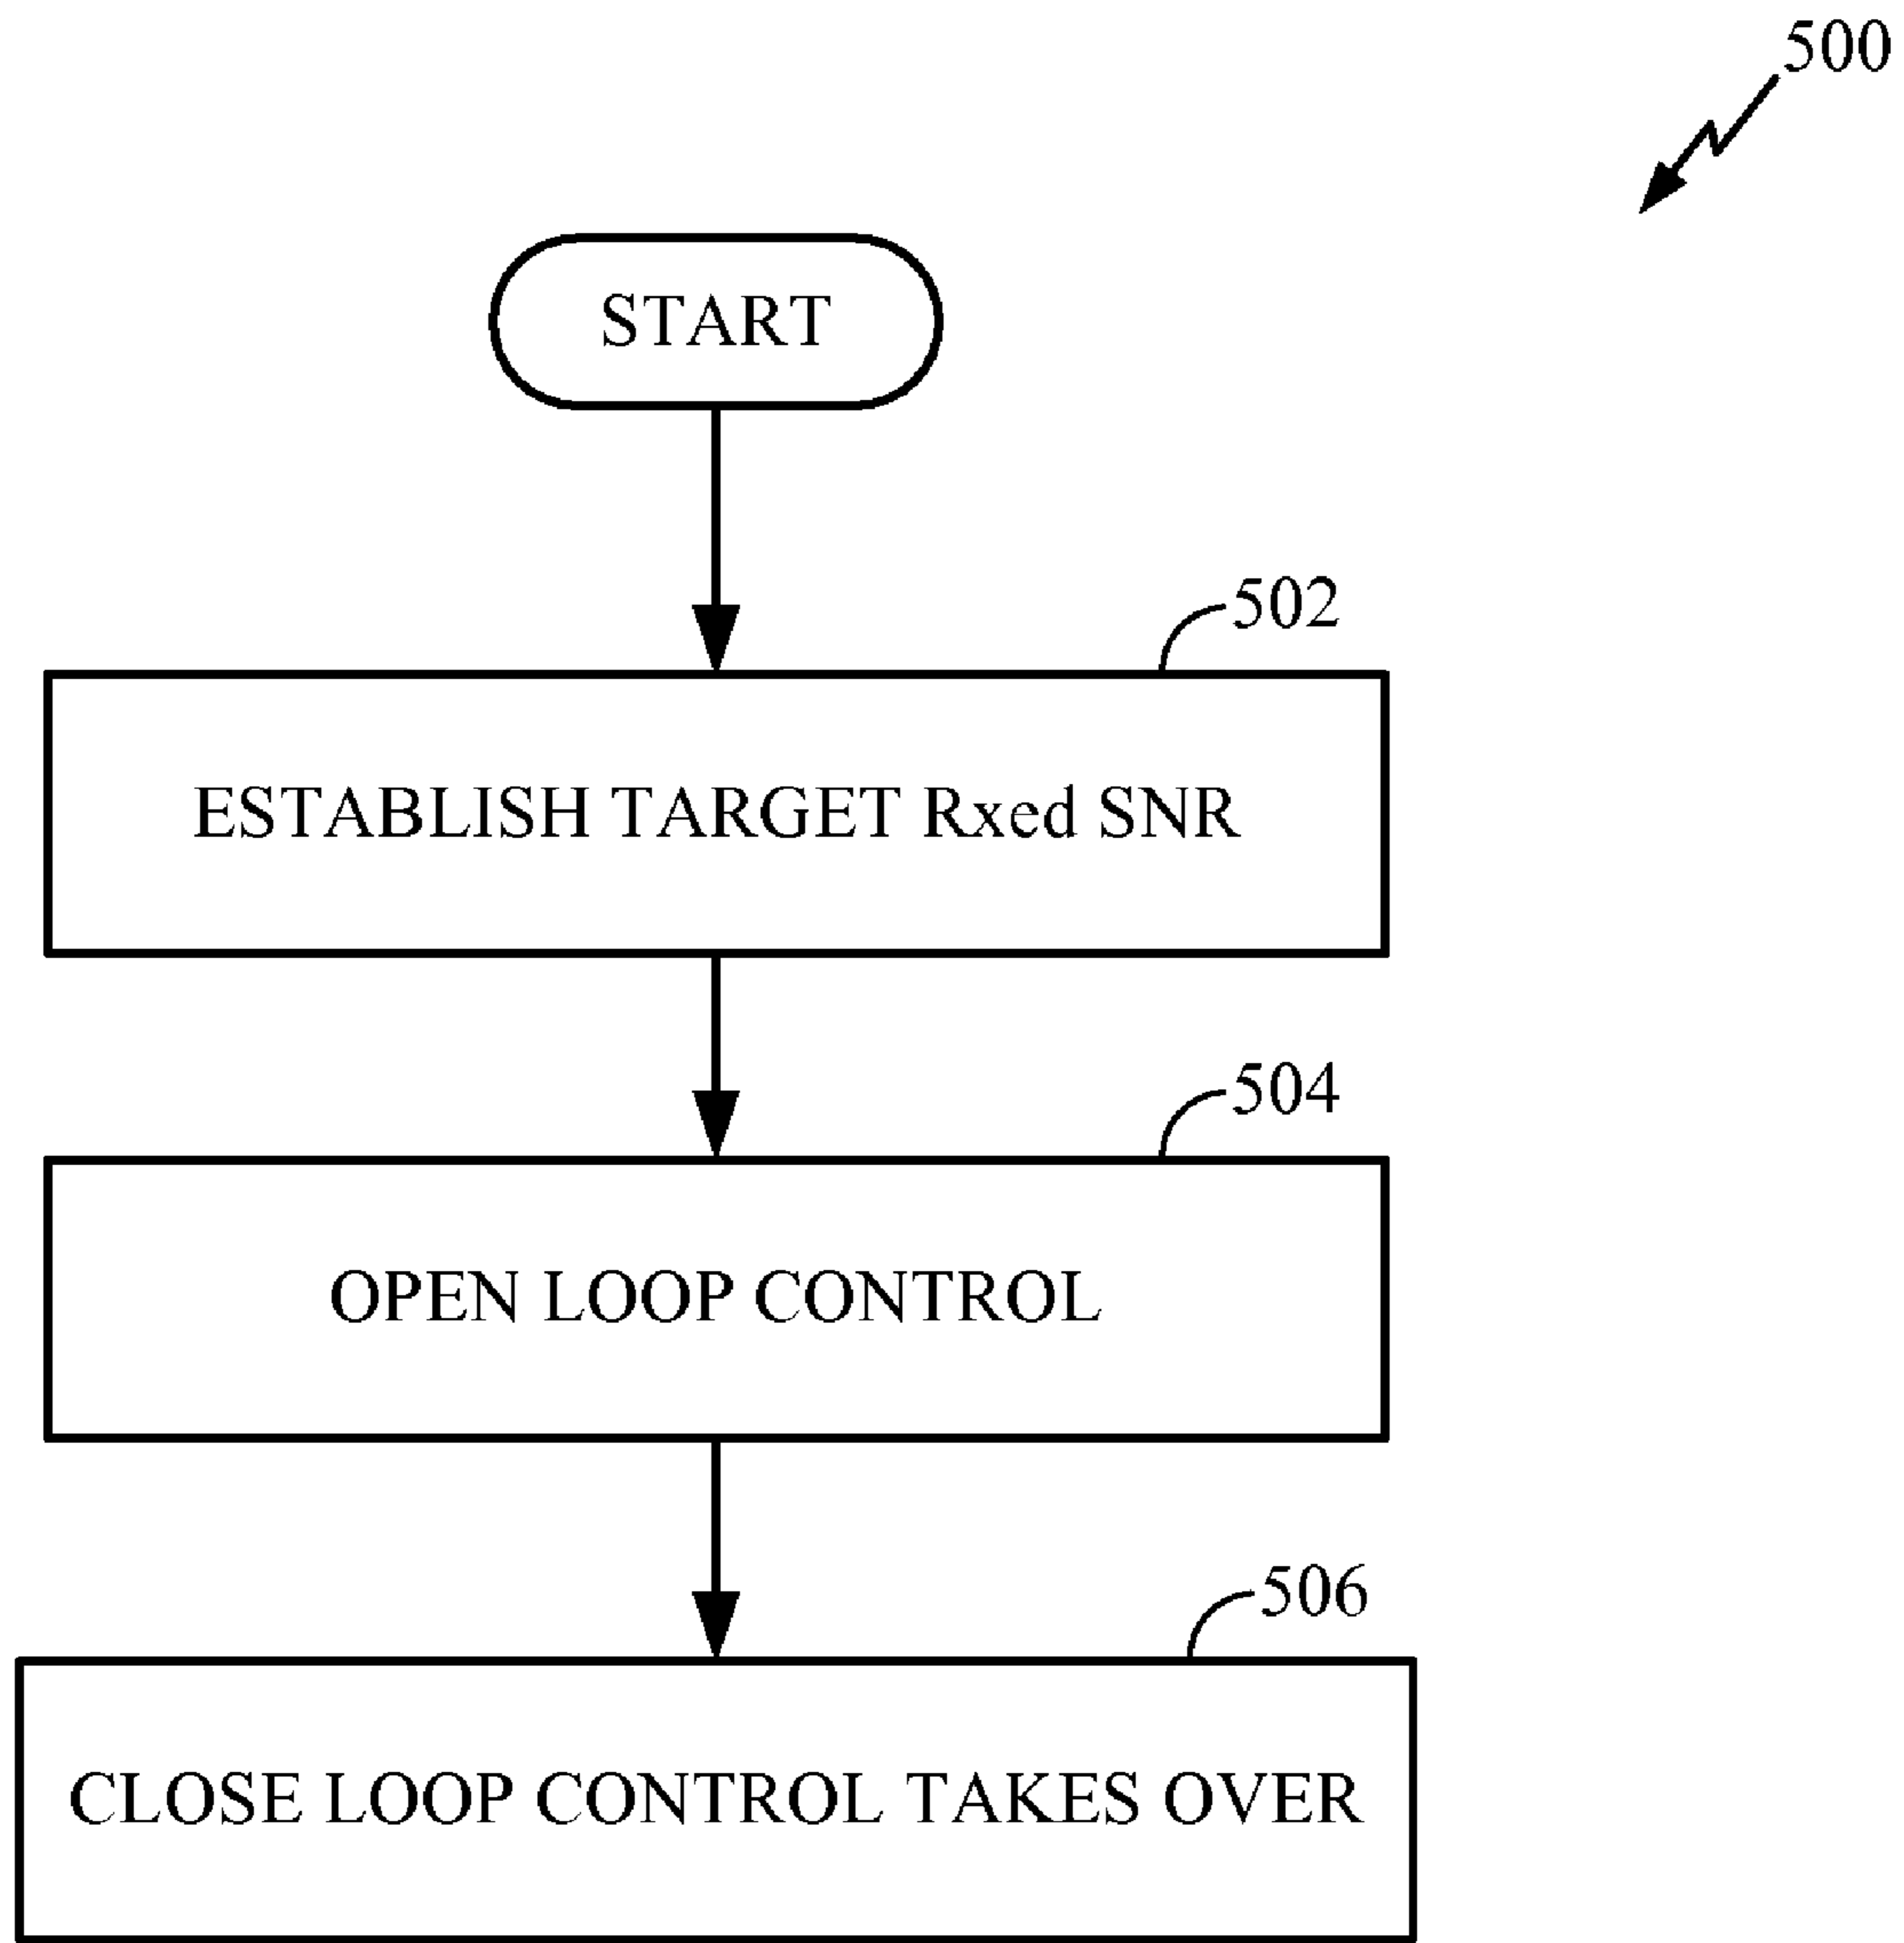 500
START
502
ESTABLISH TARGET Rxed SNR
504
OPEN LOOP CONTROL
506
CLOSE LOOP CONTROL TAKES OVER